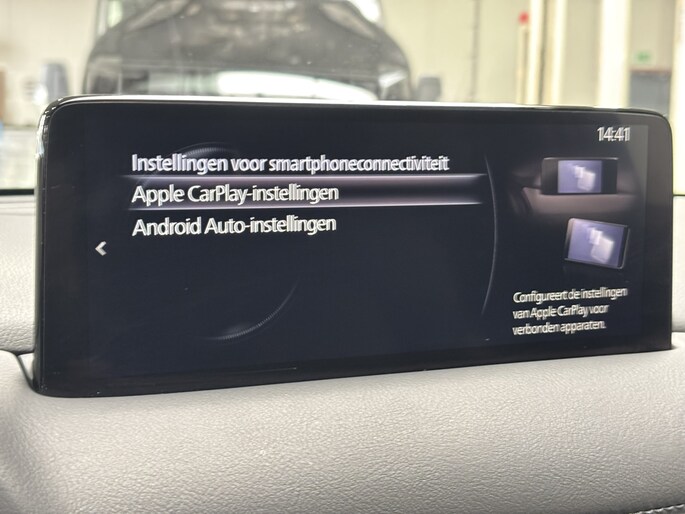 14:41
Instellingen voor smartphoneconnectiviteit
Apple CarPlay-instellingen
Android Auto-instellingen
Configureert de instellingen
van Apple CarPlay voor
verbonden apparaten.